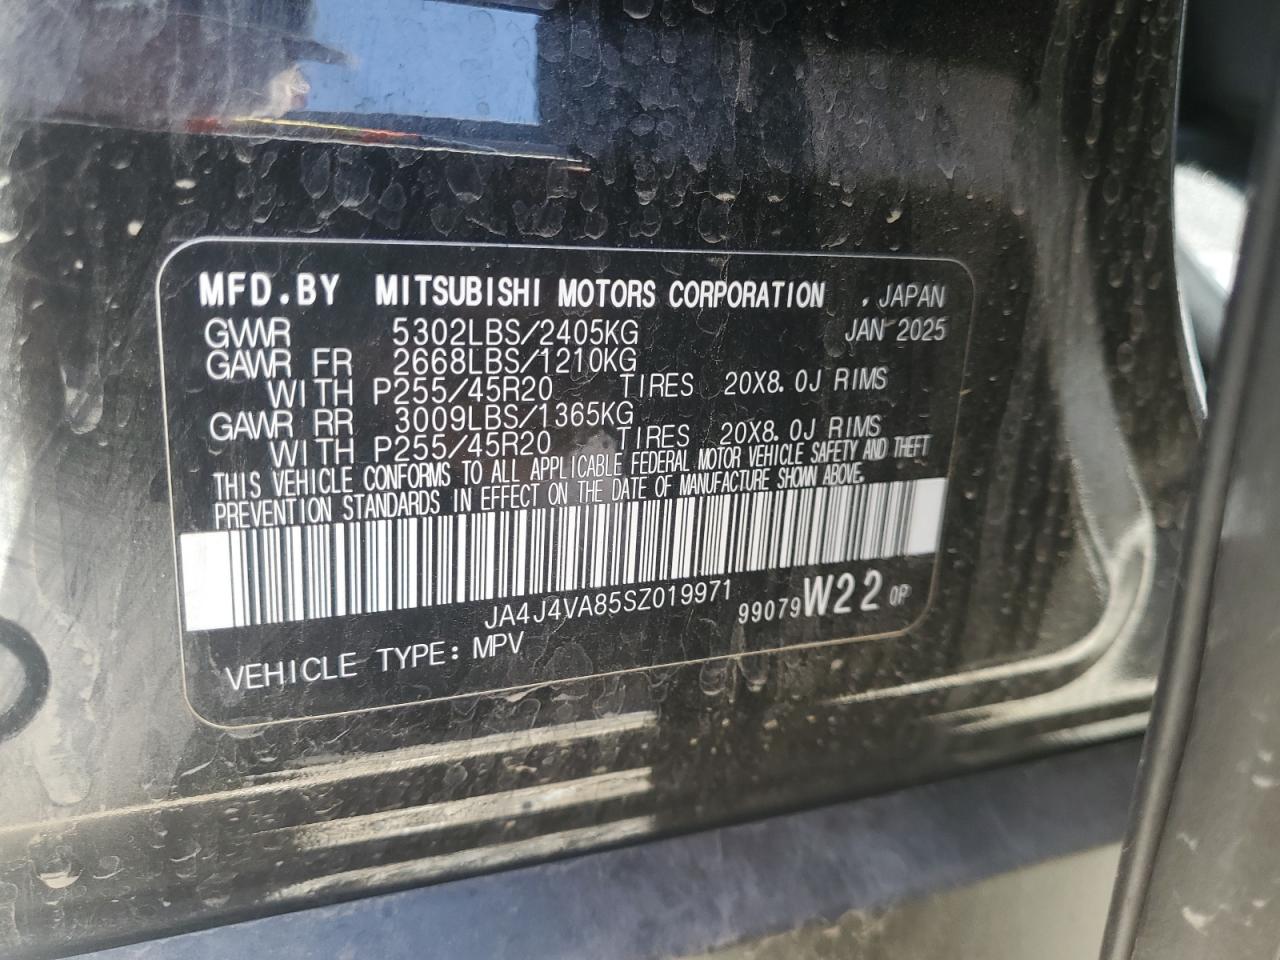 MFD.BY MITSUBISHI MOTORS CORPORATION , JAPAN
GVWR 5302LBS/2405KG JAN 2025
GAWR FR 2668LBS/1210KG
WITH P255/45R20 TIRES 20X8.0J RIMS
GAWR RR 3009LBS/1365KG
WITH P255/45R20 TIRES 20X8.0J RIMS
THIS VEHICLE CONFORMS TO ALL APPLICABLE FEDERAL MOTOR VEHICLE SAFETY AND THEFT
PREVENTION STANDARDS IN EFFECT ON THE DATE OF MANUFACTURE SHOWN ABOVE.
JA4J4VA85SZ019971 99079 W22 0P
VEHICLE TYPE: MPV